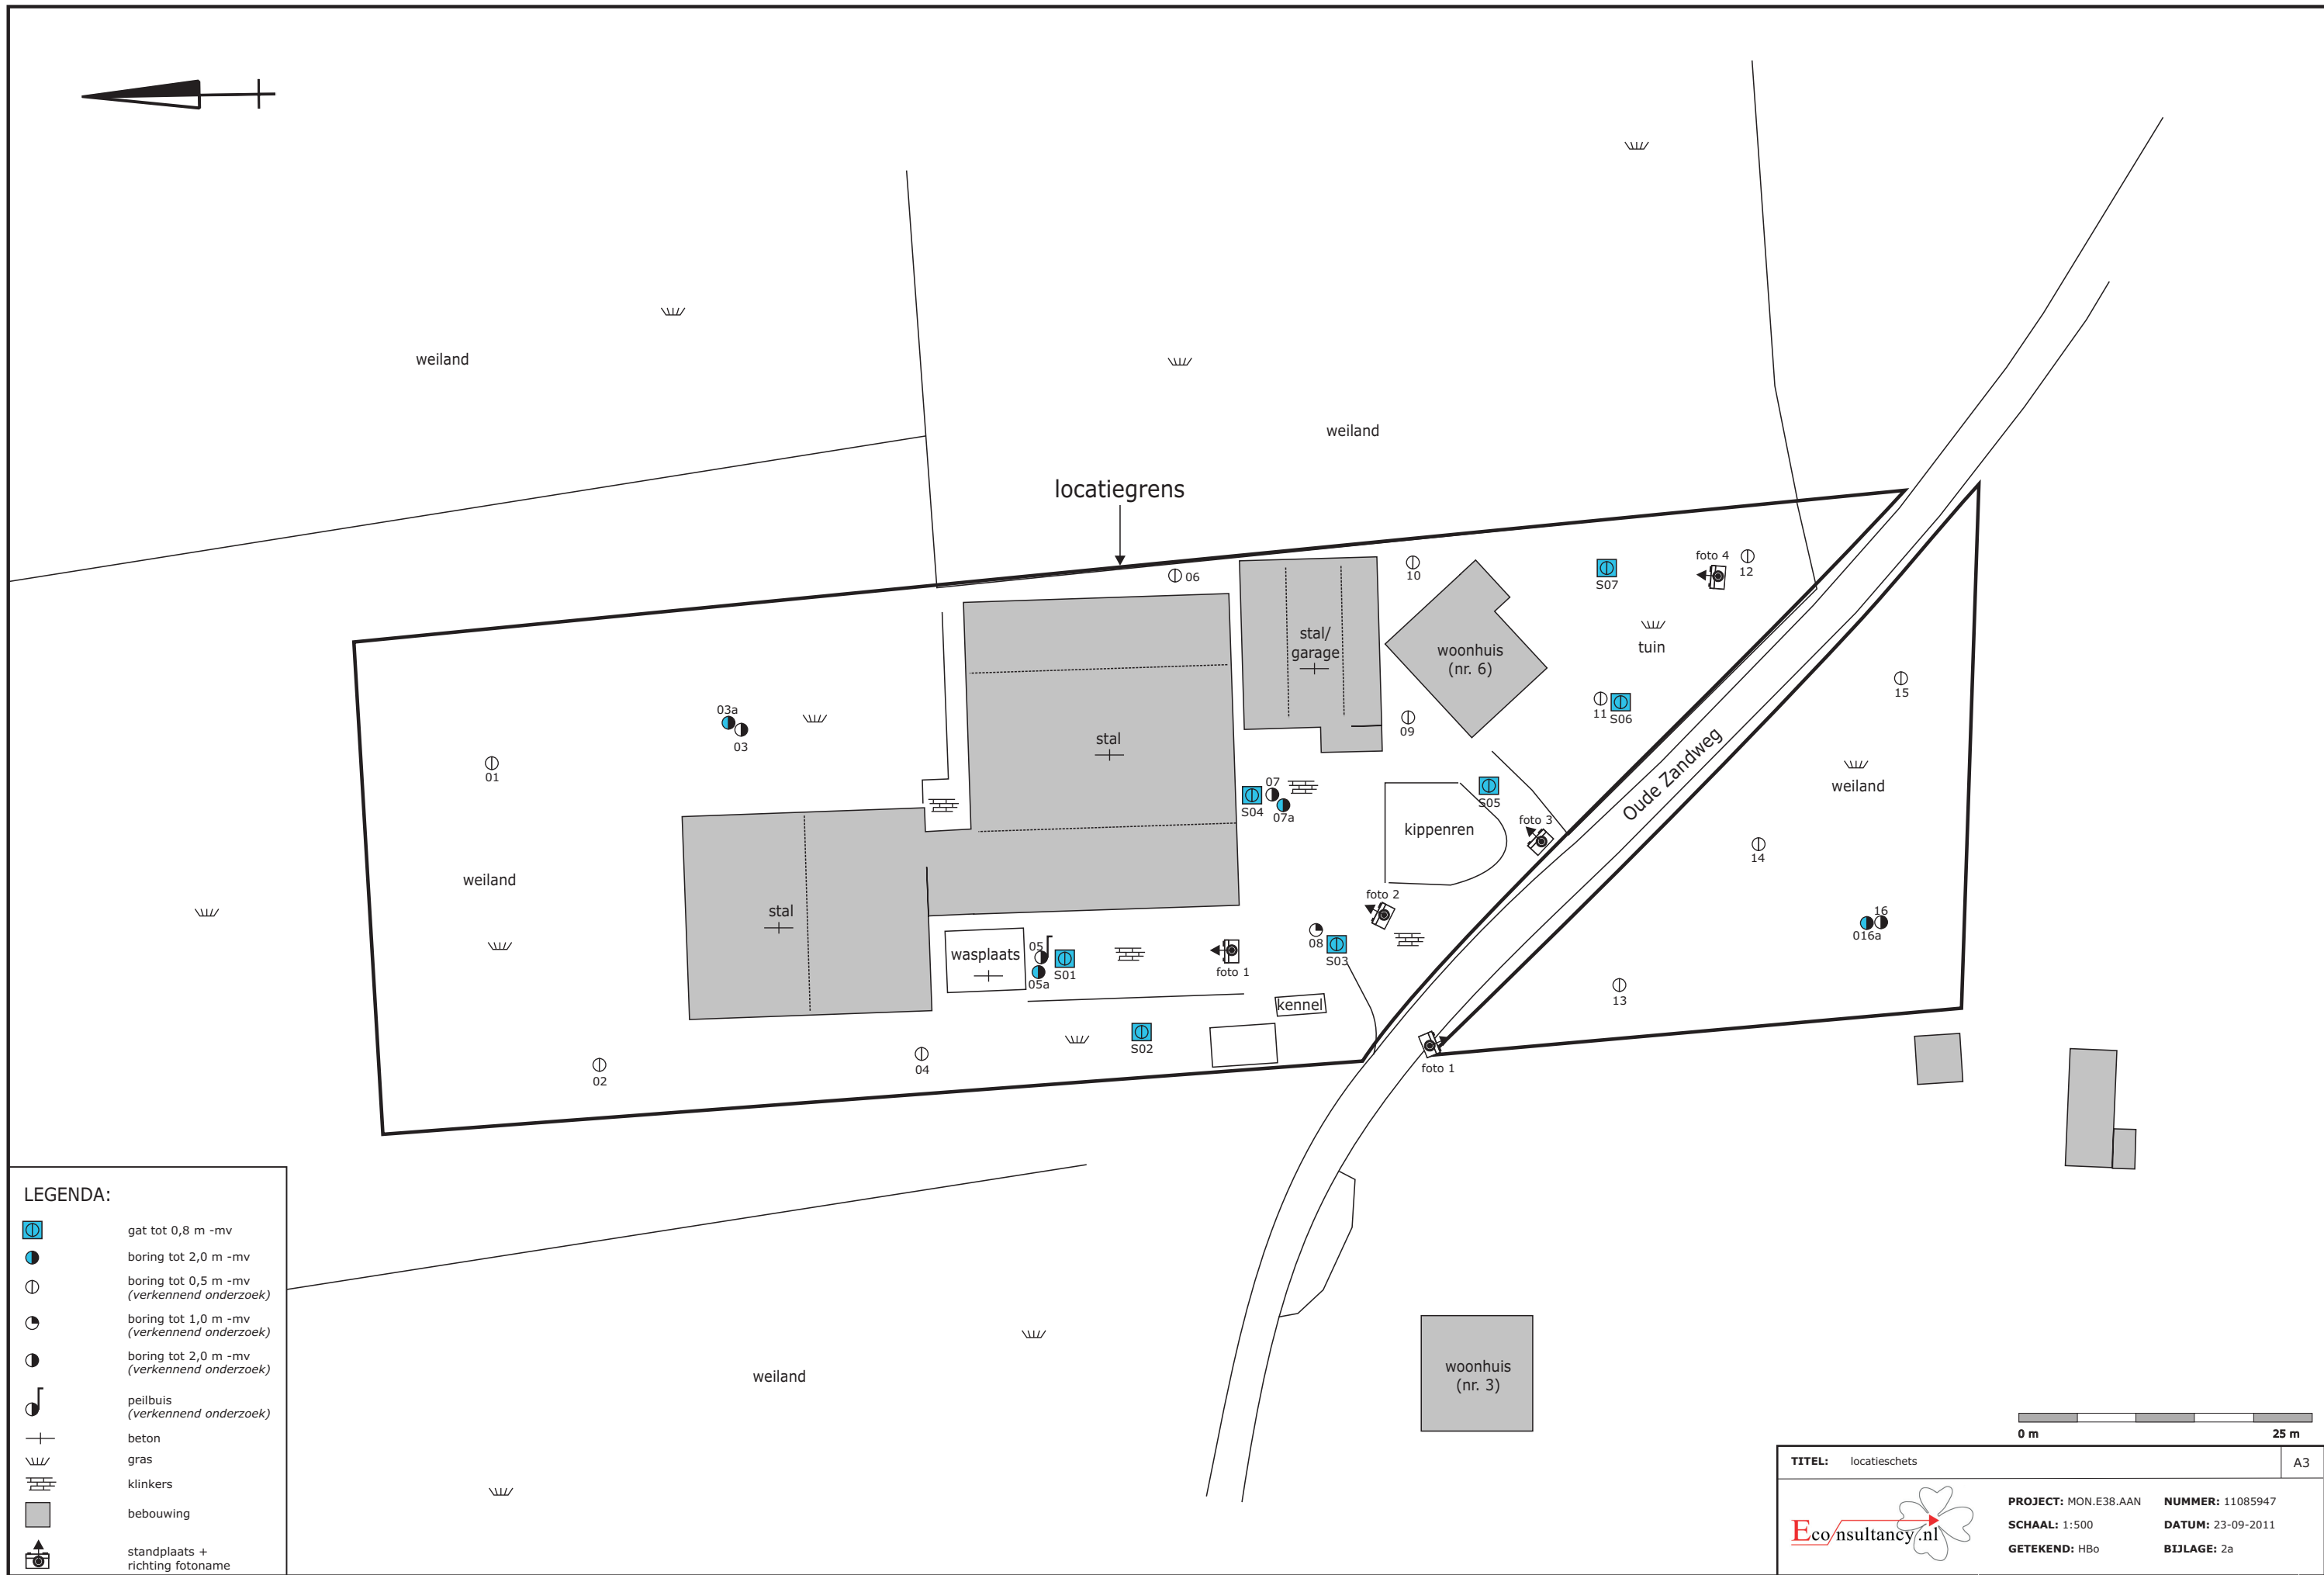 weiland
weiland
locatiegrens
06
10
foto 4
12
S07
stal/
garage
woonhuis
(nr. 6)
tuin
15
11
S06
03a
03
09
stal
01
Oude Zandweg
weiland
07
S04
07a
S05
foto 3
kippenren
14
weiland
foto 2
stal
16
016a
08
S03
wasplaats
05
05a
S01
foto 1
13
kennel
S02
04
02
foto 1
LEGENDA:
gat tot 0,8 m -mv
boring tot 2,0 m -mv
boring tot 0,5 m -mv
(verkennend onderzoek)
boring tot 1,0 m -mv
(verkennend onderzoek)
boring tot 2,0 m -mv
(verkennend onderzoek)
peilbuis
(verkennend onderzoek)
beton
gras
klinkers
bebouwing
standplaats +
richting fotoname
weiland
woonhuis
(nr. 3)
0 m 25 m
TITEL: locatieschets A3
Econsultancy.nl
PROJECT: MON.E38.AAN NUMMER: 11085947
SCHAAL: 1:500 DATUM: 23-09-2011
GETEKEND: HBo BIJLAGE: 2a